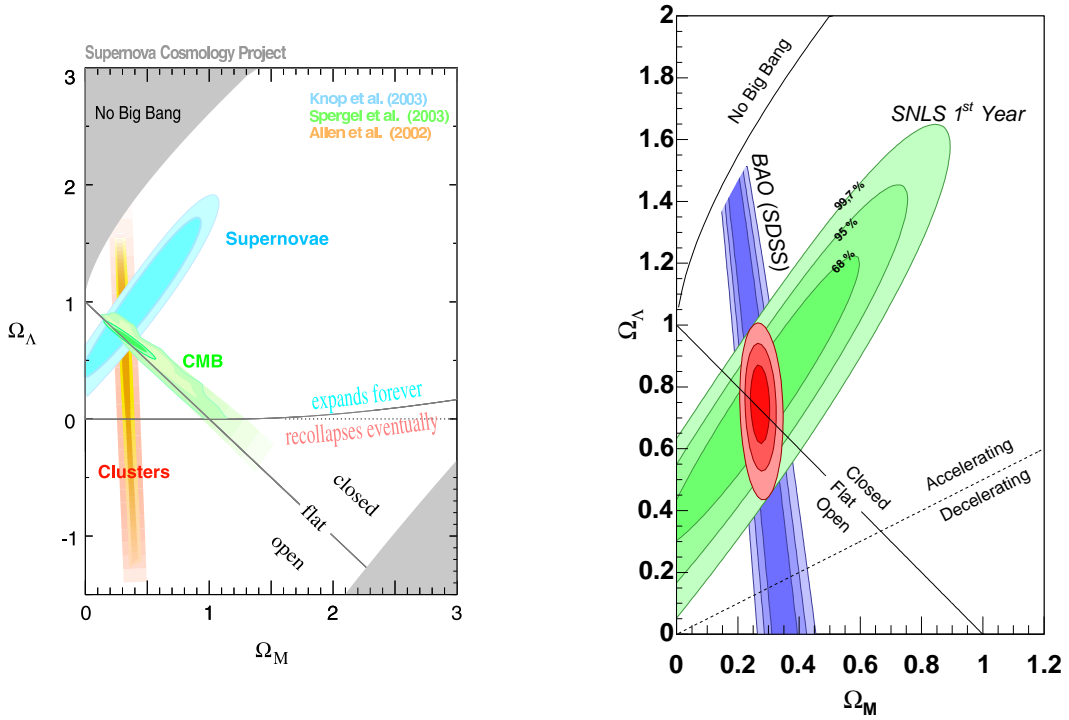 Supernova Cosmology Project
3
No Big Bang
Knop et al. (2003)
Spergel et al. (2003)
Allen et al. (2002)
2
Supernovae
1
Ω_Λ
CMB
expands forever
0
recollapses eventually
Clusters
closed
flat
-1
open
0
1
2
3
Ω_M
2
No Big Bang
1.8
SNLS 1st Year
1.6
BAO (SDSS)
1.4
99,7 %
95 %
1.2
68 %
1
Ω_Λ
0.8
0.6
Accelerating
Decelerating
Closed
Flat
Open
0.4
0.2
0
0
0.2
0.4
0.6
0.8
1
1.2
Ω_M